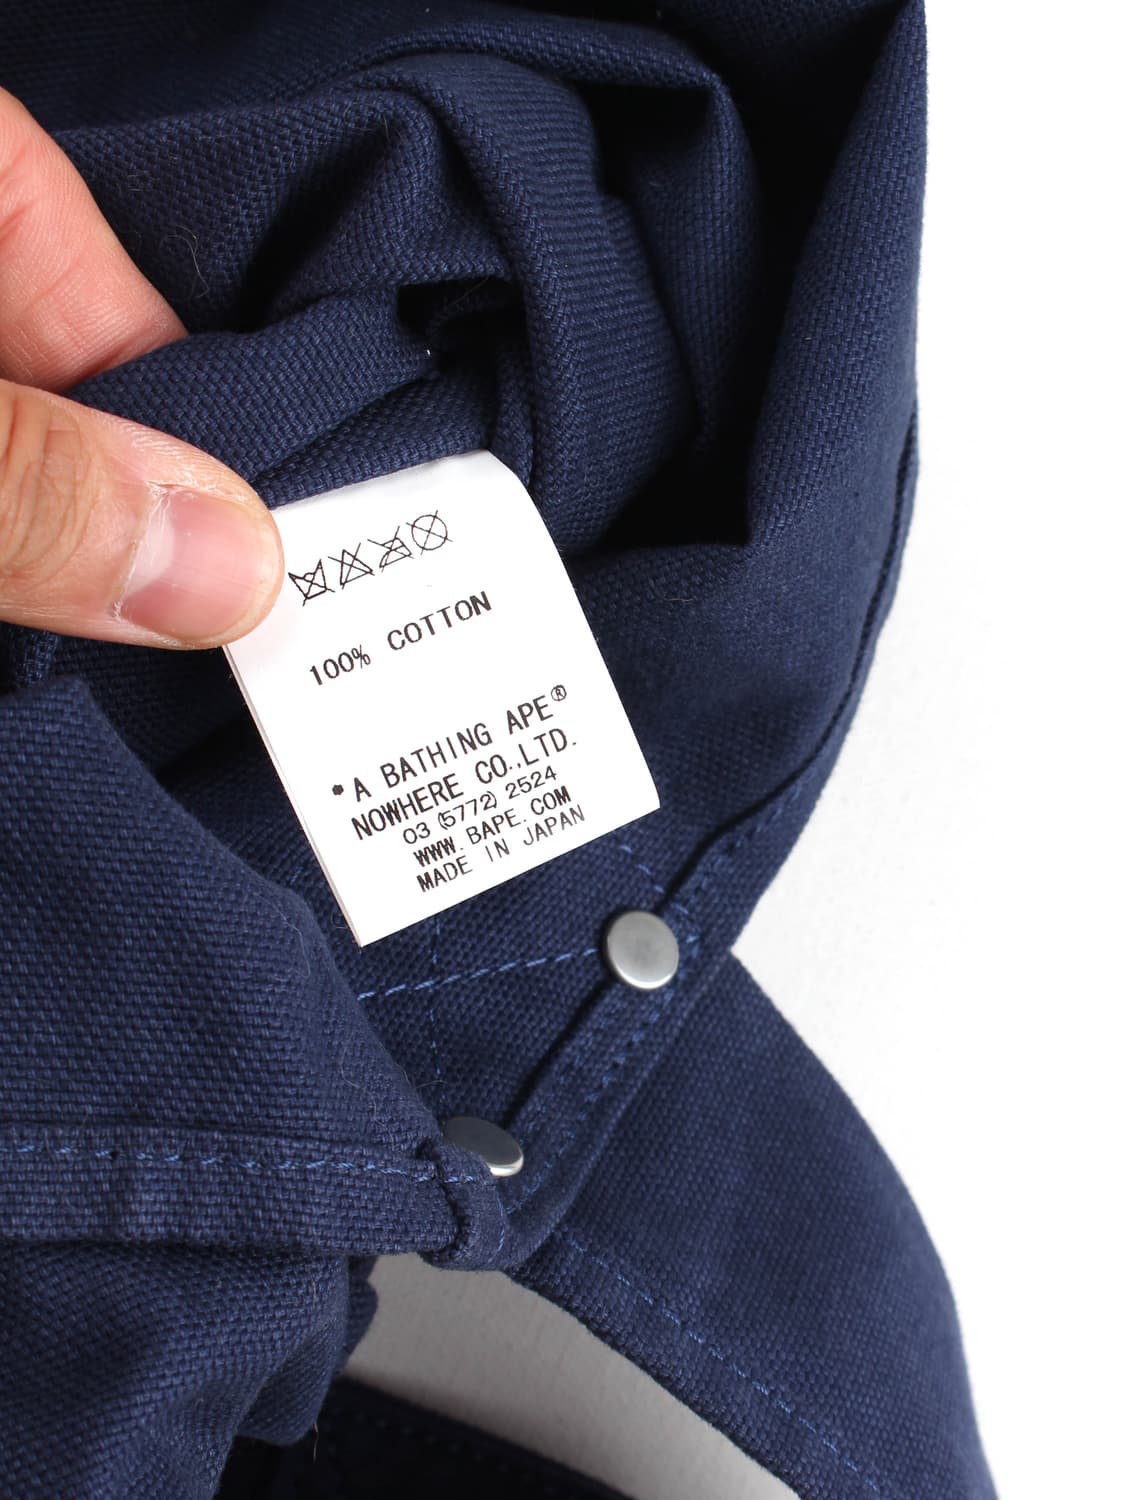 100% COTTON
*A BATHING APE®
NOWHERE CO.,LTD.
03 (5772) 2524
WWW.BAPE.COM
MADE IN JAPAN